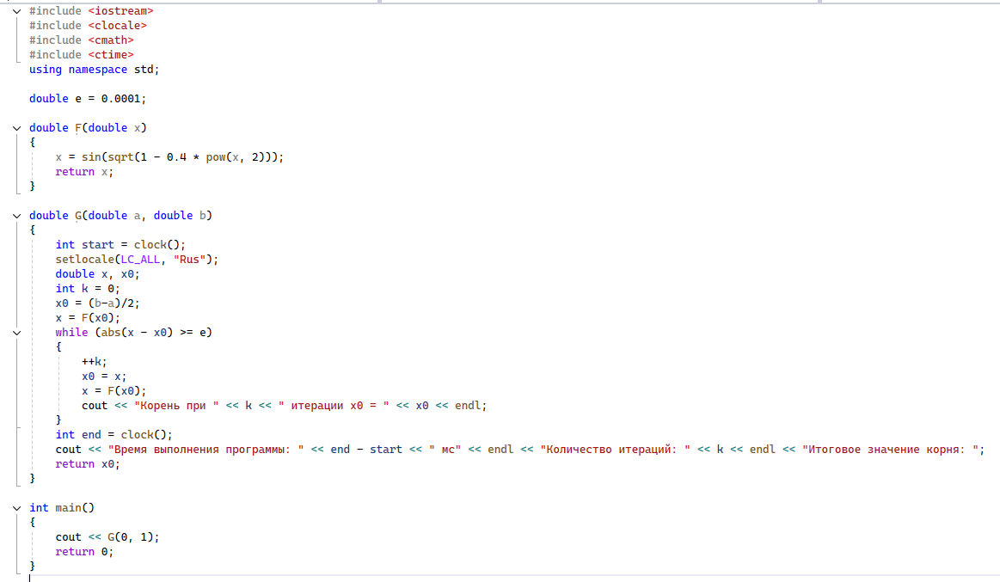 #include <iostream>
#include <clocale>
#include <cmath>
#include <ctime>
using namespace std;
double e = 0.0001;
double F(double x)
{
x = sin(sqrt(1 - 0.4 * pow(x, 2)));
return x;
}
double G(double a, double b)
{
int start = clock();
setlocale(LC_ALL, "Rus");
double x, x0;
int k = 0;
x0 = (b-a)/2;
x = F(x0);
while (abs(x - x0) >= e)
{
++k;
x0 = x;
x = F(x0);
cout << "Корень при " << k << " итерации x0 = " << x0 << endl;
}
int end = clock();
cout << "Время выполнения программы: " << end - start << " мс" << endl << "Количество итераций: " << k << endl << "Итоговое значение корня: ";
return x0;
}
int main()
{
cout << G(0, 1);
return 0;
}